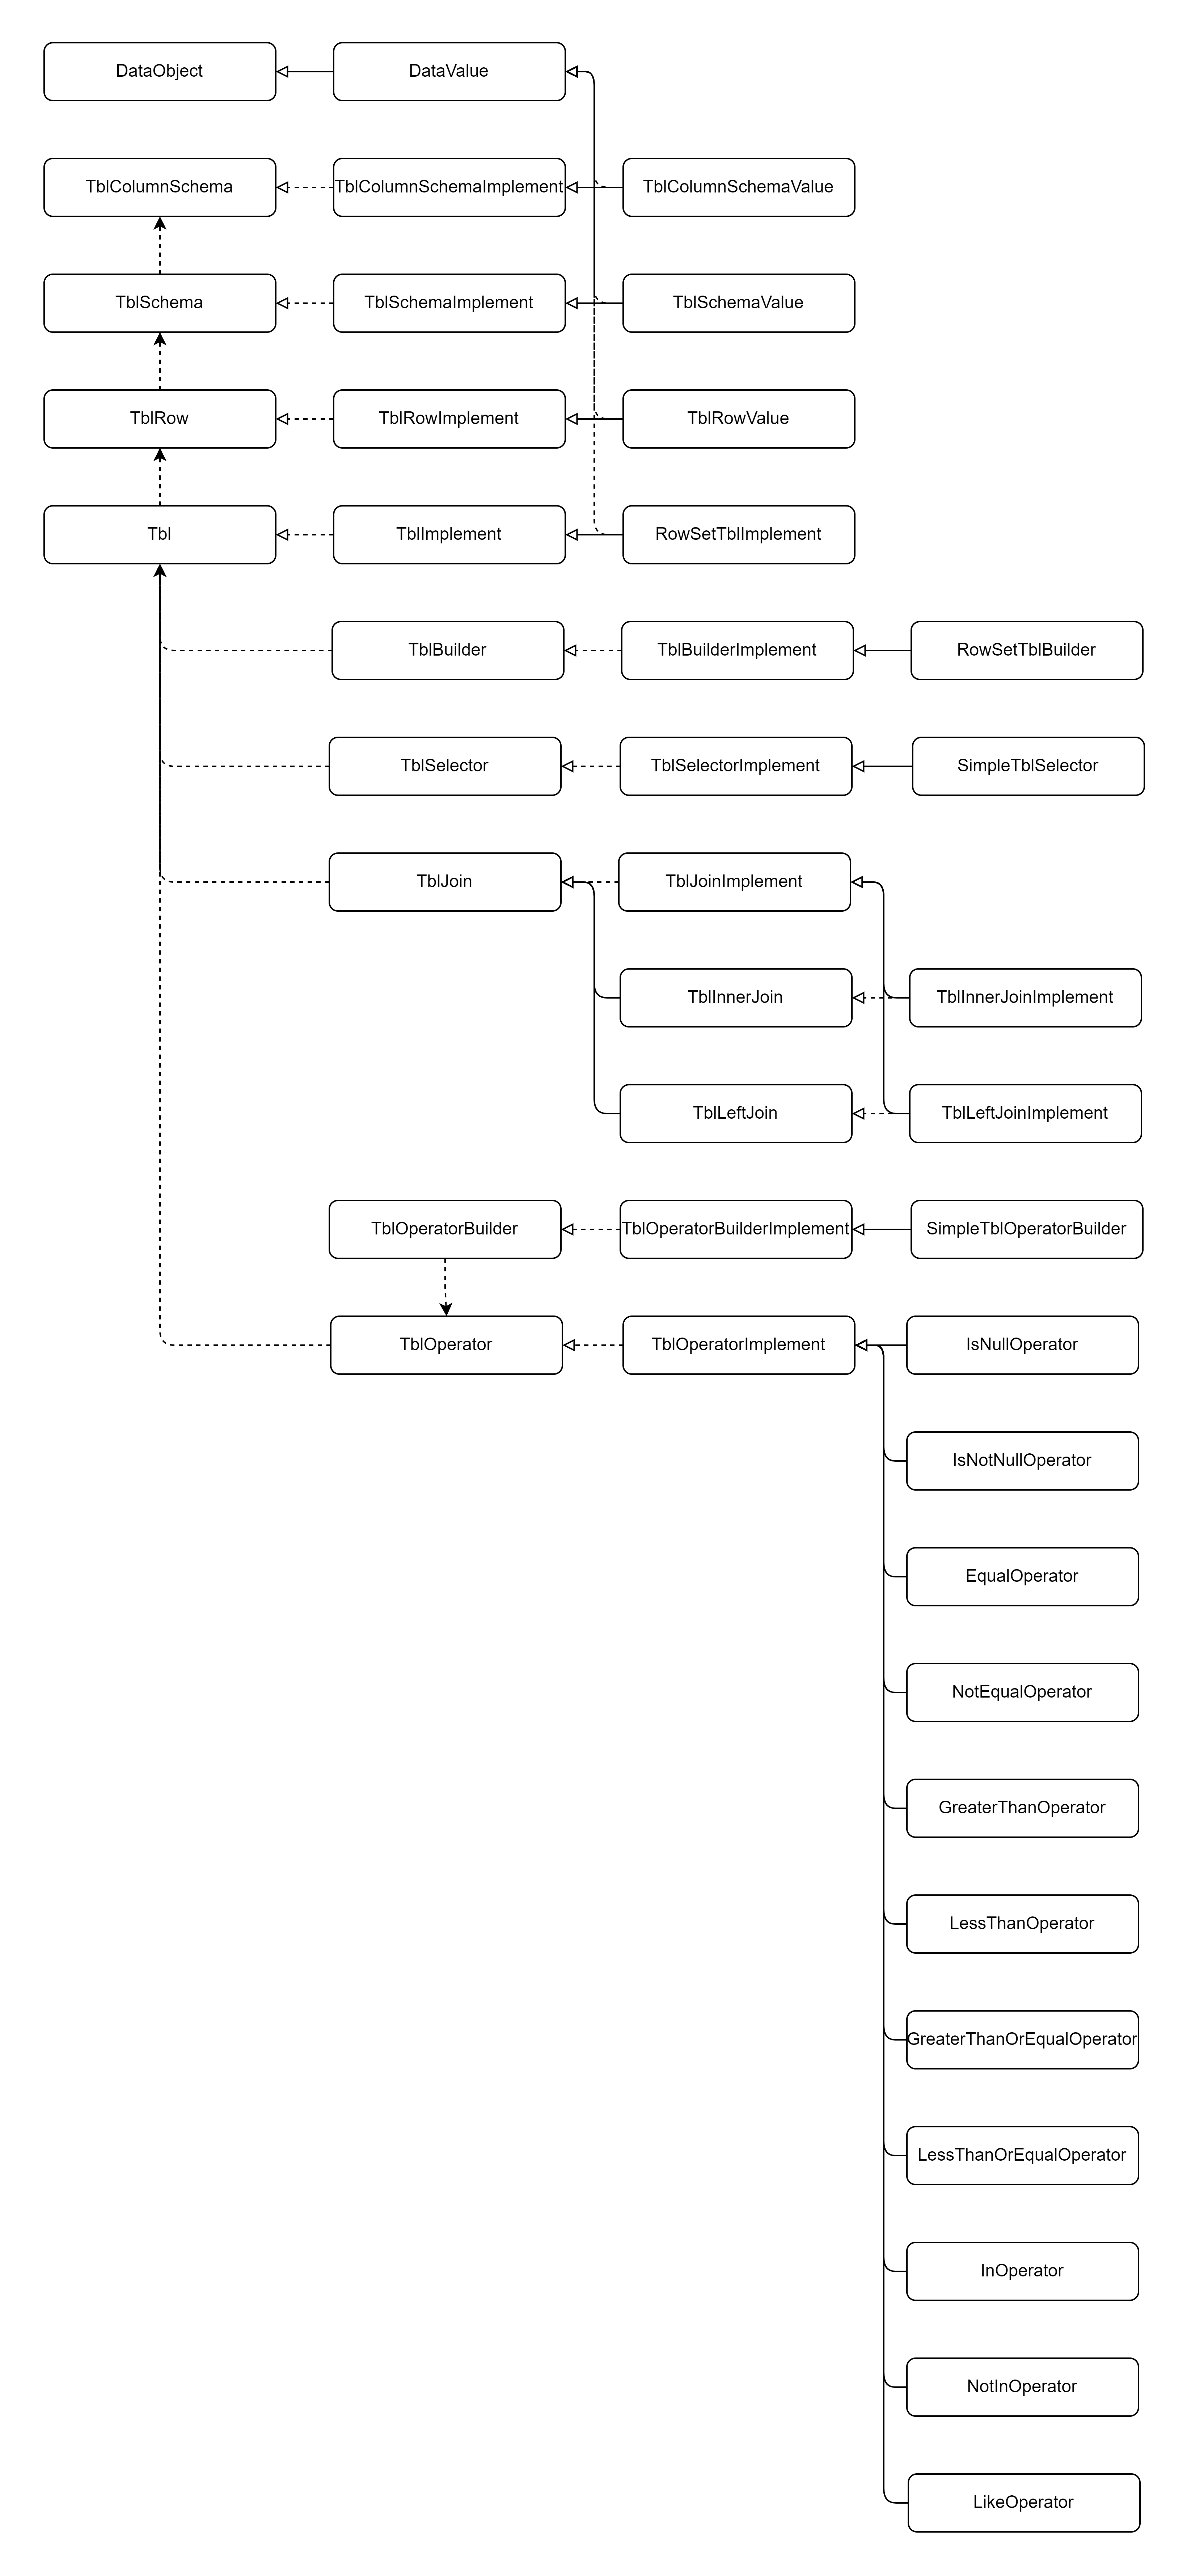 DataObject
DataValue
TblColumnSchema
TblColumnSchemaImplement
TblColumnSchemaValue
TblSchema
TblSchemaImplement
TblSchemaValue
TblRow
TblRowImplement
TblRowValue
Tbl
TblImplement
RowSetTblImplement
TblBuilder
TblBuilderImplement
RowSetTblBuilder
TblSelector
TblSelectorImplement
SimpleTblSelector
TblJoin
TblJoinImplement
TblInnerJoin
TblInnerJoinImplement
TblLeftJoin
TblLeftJoinImplement
TblOperatorBuilder
TblOperatorBuilderImplement
SimpleTblOperatorBuilder
TblOperator
TblOperatorImplement
IsNullOperator
IsNotNullOperator
EqualOperator
NotEqualOperator
GreaterThanOperator
LessThanOperator
GreaterThanOrEqualOperator
LessThanOrEqualOperator
InOperator
NotInOperator
LikeOperator